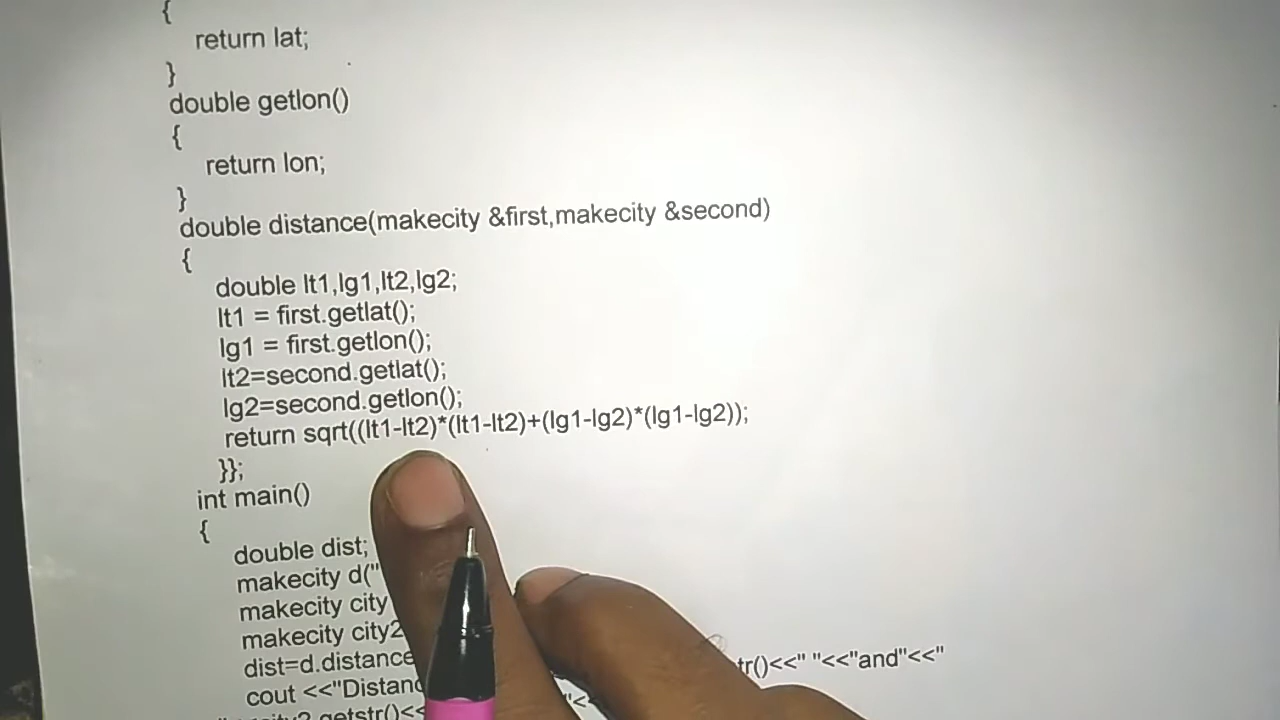 {
return lat;
}
double getlon()
{
return lon;
}
double distance(makecity &first,makecity &second)
{
double lt1,lg1,lt2,lg2;
lt1 = first.getlat();
lg1 = first.getlon();
lt2=second.getlat();
lg2=second.getlon();
return sqrt((lt1-lt2)*(lt1-lt2)+(lg1-lg2)*(lg1-lg2));
}};
int main()
{
double dist;
makecity d("
makecity city
makecity city2
dist=d.distance
cout <<"Distanc tr()<<" "<<"and"<<"
getstr()<< "<<